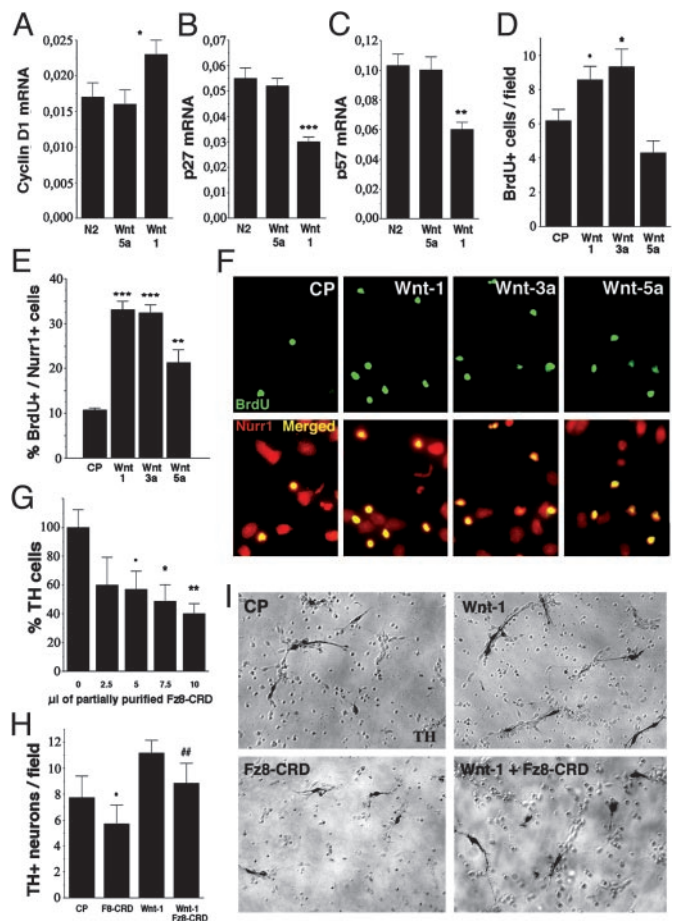 A
Cyclin D1 mRNA
0,025
0,020
0,015
0,010
0,005
0,000
*
N2
Wnt
5a
Wnt
1
B
p27 mRNA
0,07
0,06
0,05
0,04
0,03
0,02
0,01
0,00
***
N2
Wnt
5a
Wnt
1
C
p57 mRNA
0,12
0,10
0,08
0,06
0,04
0,02
0,00
**
N2
Wnt
5a
Wnt
1
D
BrdU+ cells / field
10
8
6
4
2
0
*
*
CP
Wnt
1
Wnt
3a
Wnt
5a
E
% BrdU+ / Nurr1+ cells
40
30
20
10
0
***
***
**
CP
Wnt
1
Wnt
3a
Wnt
5a
F
CP
Wnt-1
Wnt-3a
Wnt-5a
BrdU
Nurr1 Merged
G
% TH cells
100
80
60
40
20
0
*
*
**
0
2.5
5
7.5
10
µl of partially purified Fz8-CRD
H
TH+ neurons / field
12
10
8
6
4
2
0
*
##
CP
F8-CRD
Wnt-1
Wnt-1
Fz8-CRD
I
CP
TH
Wnt-1
Fz8-CRD
Wnt-1 + Fz8-CRD